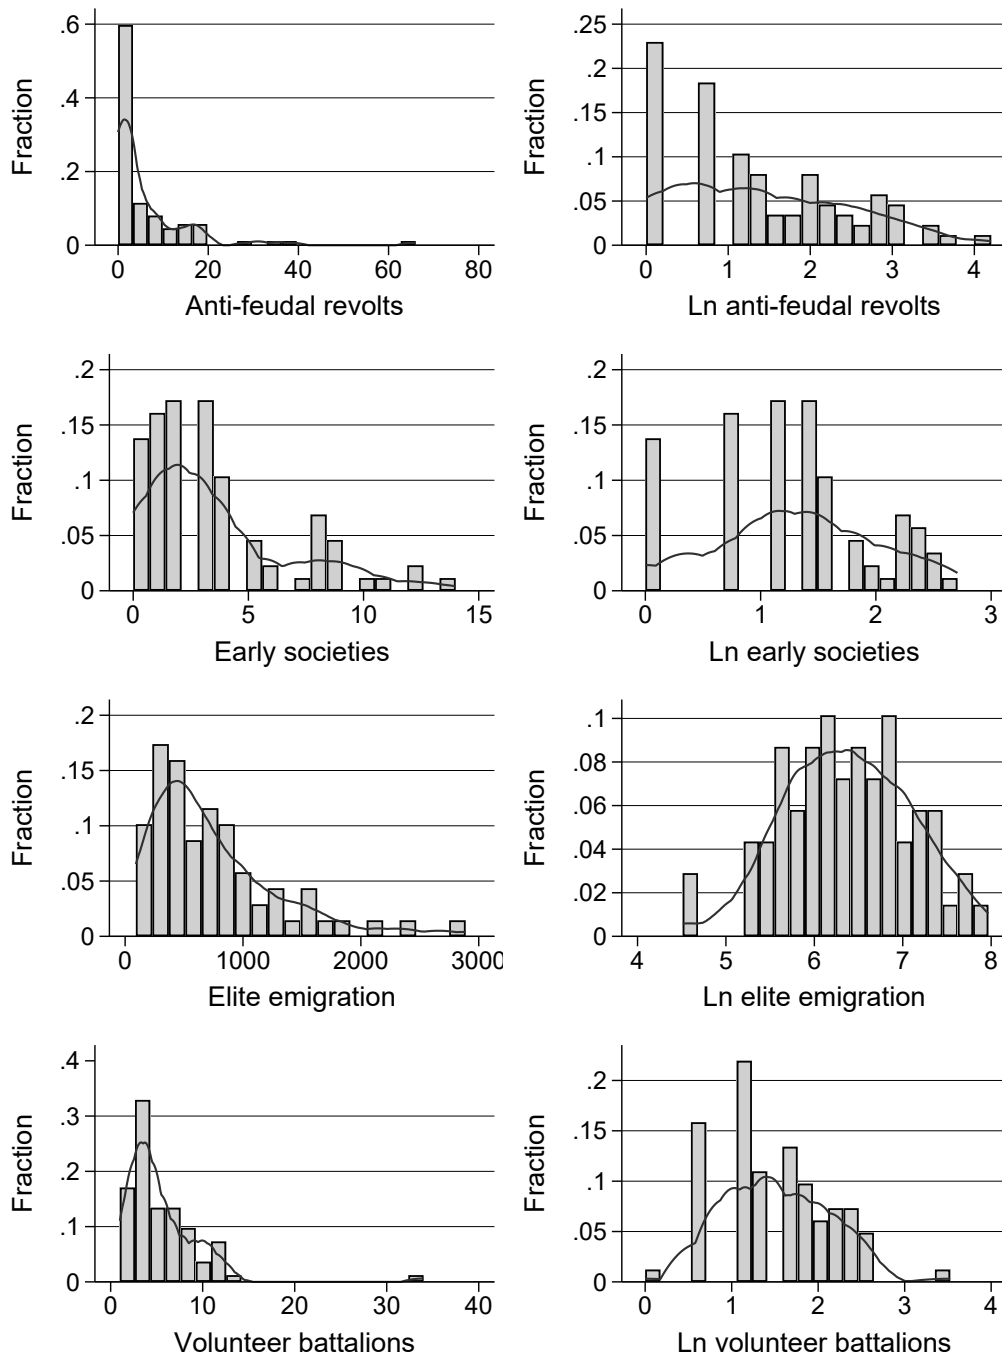 Fraction
.6
.4
.2
0
0 20 40 60 80
Anti-feudal revolts
Fraction
.25
.2
.15
.1
.05
0
0 1 2 3 4
Ln anti-feudal revolts
Fraction
.2
.15
.1
.05
0
0 5 10 15
Early societies
Fraction
.2
.15
.1
.05
0
0 1 2 3
Ln early societies
Fraction
.2
.15
.1
.05
0
0 1000 2000 3000
Elite emigration
Fraction
.1
.08
.06
.04
.02
0
4 5 6 7 8
Ln elite emigration
Fraction
.4
.3
.2
.1
0
0 10 20 30 40
Volunteer battalions
Fraction
.2
.15
.1
.05
0
0 1 2 3 4
Ln volunteer battalions